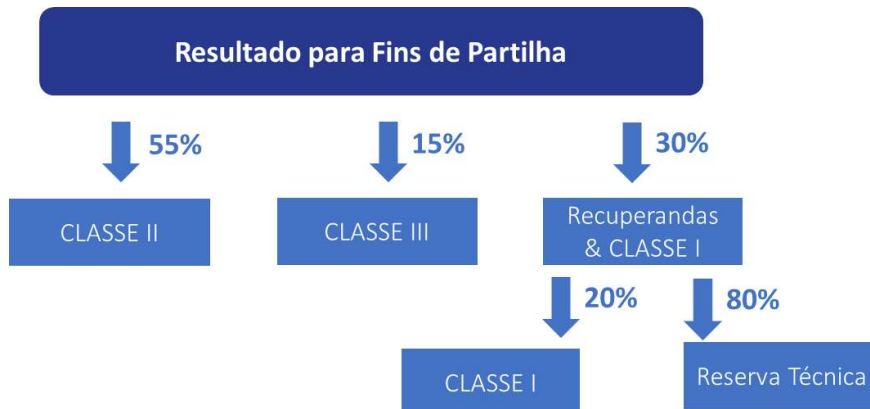 Resultado para Fins de Partilha
55%
15%
30%
CLASSE II
CLASSE III
Recuperandas
& CLASSE I
20%
80%
CLASSE I
Reserva Técnica